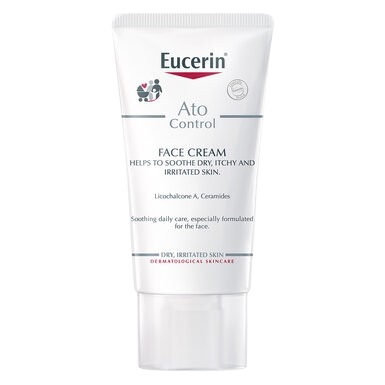 Eucerin®
Ato
Control
FACE CREAM
HELPS TO SOOTHE DRY, ITCHY AND
IRRITATED SKIN.
Licochalcone A, Ceramides
Soothing daily care, especially formulated
for the face.
DRY, IRRITATED SKIN
DERMATOLOGICAL SKINCARE